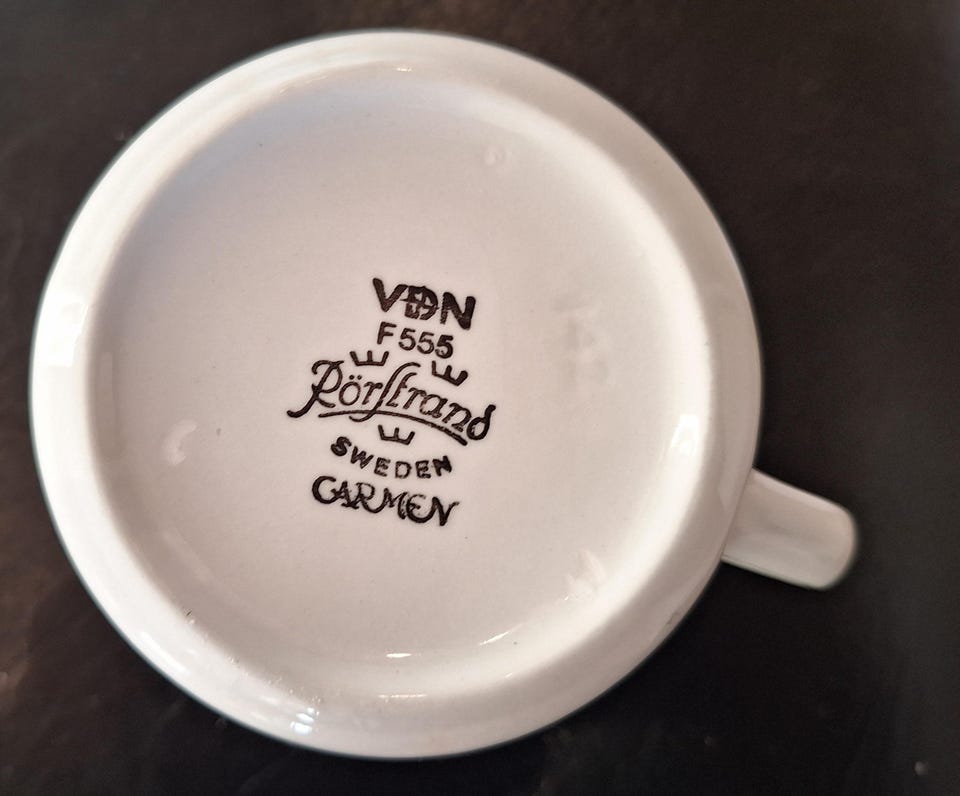 VDN
F555
Rörstrand
SWEDEN
CARMEN